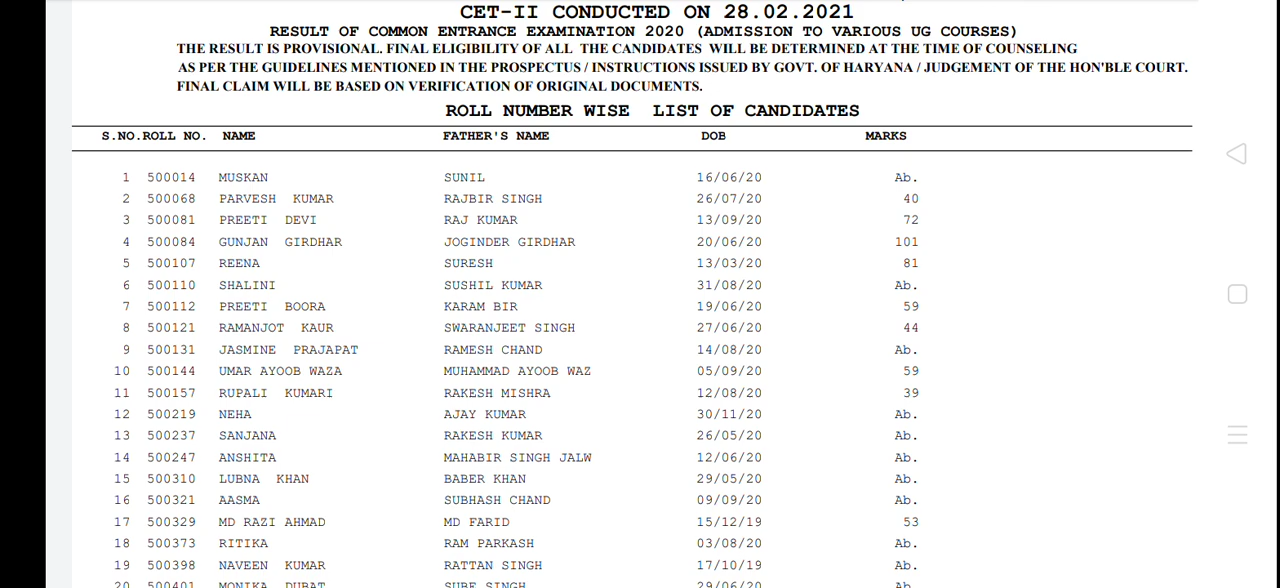 CET-II CONDUCTED ON 28.02.2021
RESULT OF COMMON ENTRANCE EXAMINATION 2020 (ADMISSION TO VARIOUS UG COURSES)
THE RESULT IS PROVISIONAL. FINAL ELIGIBILITY OF ALL THE CANDIDATES WILL BE DETERMINED AT THE TIME OF COUNSELING
AS PER THE GUIDELINES MENTIONED IN THE PROSPECTUS / INSTRUCTIONS ISSUED BY GOVT. OF HARYANA / JUDGEMENT OF THE HON'BLE COURT.
FINAL CLAIM WILL BE BASED ON VERIFICATION OF ORIGINAL DOCUMENTS.
ROLL NUMBER WISE LIST OF CANDIDATES
S.NO. ROLL NO. NAME FATHER'S NAME DOB MARKS
1 500014 MUSKAN SUNIL 16/06/20 Ab.
2 500068 PARVESH KUMAR RAJBIR SINGH 26/07/20 40
3 500081 PREETI DEVI RAJ KUMAR 13/09/20 72
4 500084 GUNJAN GIRDHAR JOGINDER GIRDHAR 20/06/20 101
5 500107 REENA SURESH 13/03/20 81
6 500110 SHALINI SUSHIL KUMAR 31/08/20 Ab.
7 500112 PREETI BOORA KARAM BIR 19/06/20 59
8 500121 RAMANJOT KAUR SWARANJEET SINGH 27/06/20 44
9 500131 JASMINE PRAJAPAT RAMESH CHAND 14/08/20 Ab.
10 500144 UMAR AYOOB WAZA MUHAMMAD AYOOB WAZ 05/09/20 59
11 500157 RUPALI KUMARI RAKESH MISHRA 12/08/20 39
12 500219 NEHA AJAY KUMAR 30/11/20 Ab.
13 500237 SANJANA RAKESH KUMAR 26/05/20 Ab.
14 500247 ANSHITA MAHABIR SINGH JALW 12/06/20 Ab.
15 500310 LUBNA KHAN BABER KHAN 29/05/20 Ab.
16 500321 AASMA SUBHASH CHAND 09/09/20 Ab.
17 500329 MD RAZI AHMAD MD FARID 15/12/19 53
18 500373 RITIKA RAM PARKASH 03/08/20 Ab.
19 500398 NAVEEN KUMAR RATTAN SINGH 17/10/19 Ab.
20 500401 MONIKA SINGH 29/06/20 Ab.